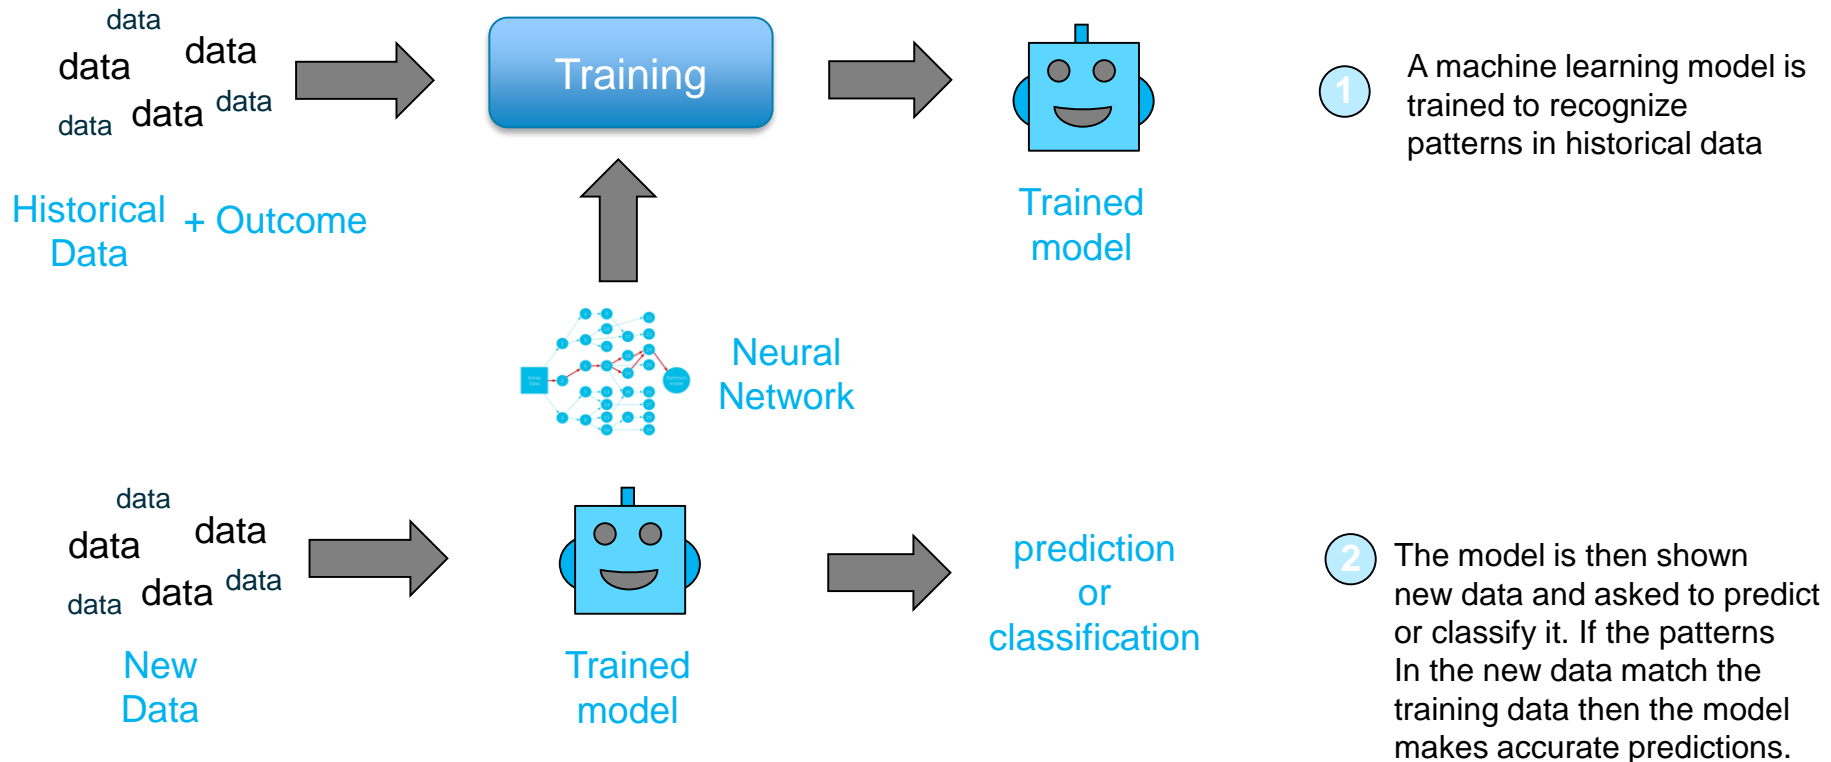 data
data
data
data
data
data
Training
1
A machine learning model is
trained to recognize
patterns in historical data
Historical
Data
+ Outcome
Trained
model
Neural
Network
data
data
data
data
data
data
New
Data
Trained
model
prediction
or
classification
2
The model is then shown
new data and asked to predict
or classify it. If the patterns
In the new data match the
training data then the model
makes accurate predictions.